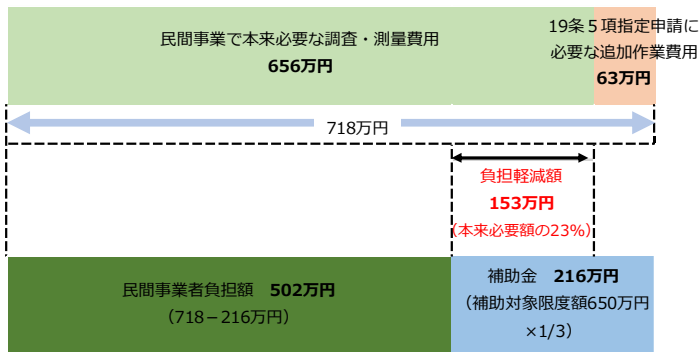 民間事業で本来必要な調査・測量費用
656万円
19条５項指定申請に
必要な追加作業費用
63万円
718万円
負担軽減額
153万円
（本来必要額の23%）
民間事業者負担額　502万円
（718－216万円）
補助金　216万円
（補助対象限度額650万円
×1/3）